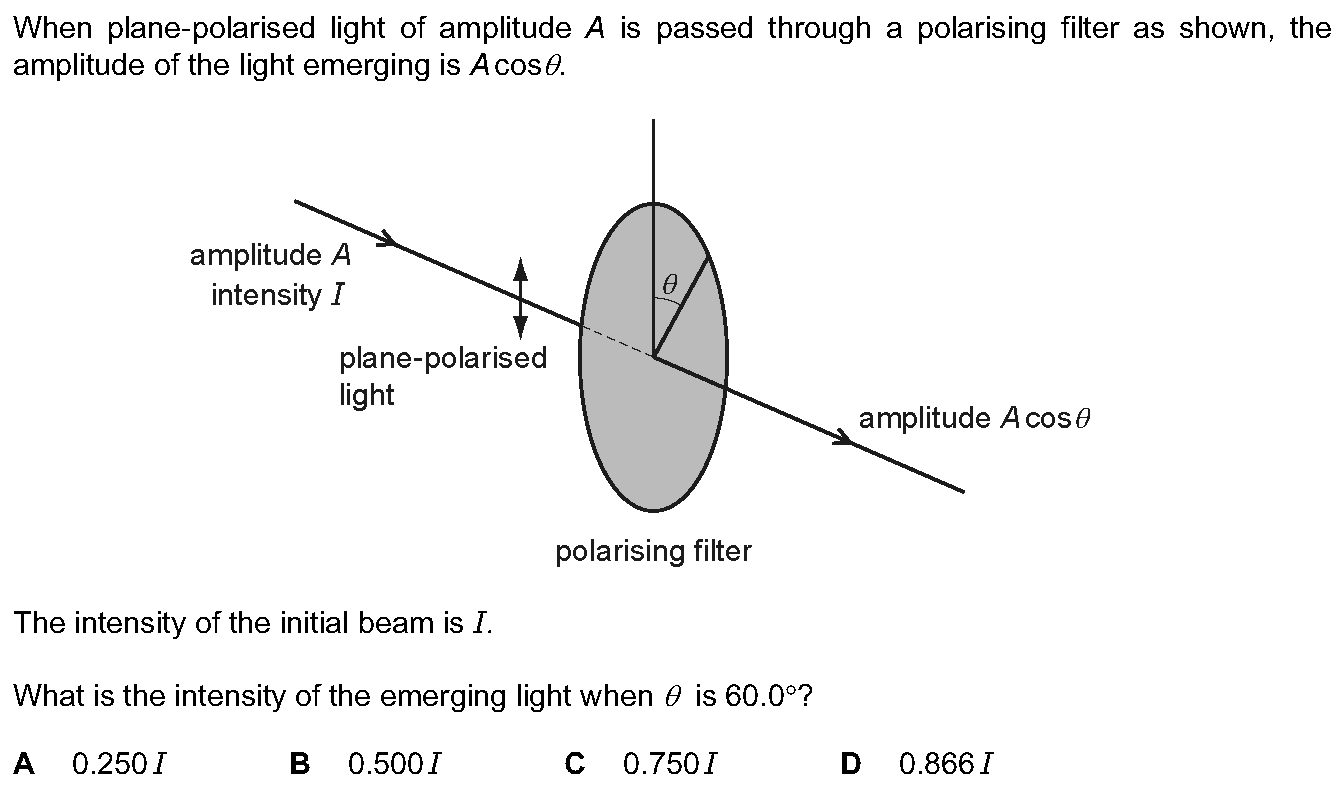 When plane-polarised light of amplitude A is passed through a polarising filter as shown, the
amplitude of the light emerging is A cosθ.
θ
amplitude A
intensity I
plane-polarised
light
amplitude A cosθ
polarising filter
The intensity of the initial beam is I.
What is the intensity of the emerging light when θ is 60.0°?
A 0.250 I B 0.500 I C 0.750 I D 0.866 I